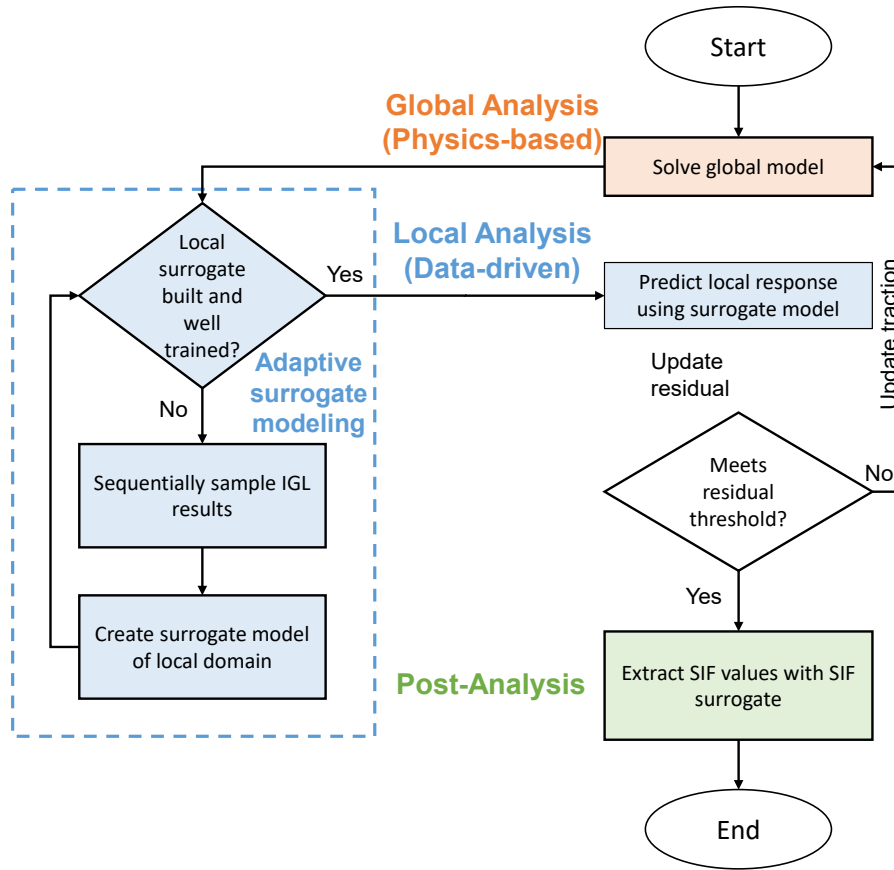 Start
Global Analysis
(Physics-based)
Solve global model
Local
surrogate
built and
well
trained?
Yes
Local Analysis
(Data-driven)
Predict local response
using surrogate model
Update traction
Adaptive
surrogate
modeling
No
Update
residual
Sequentially sample IGL
results
Meets
residual
threshold?
No
Yes
Create surrogate model
of local domain
Post-Analysis
Extract SIF values with SIF
surrogate
End